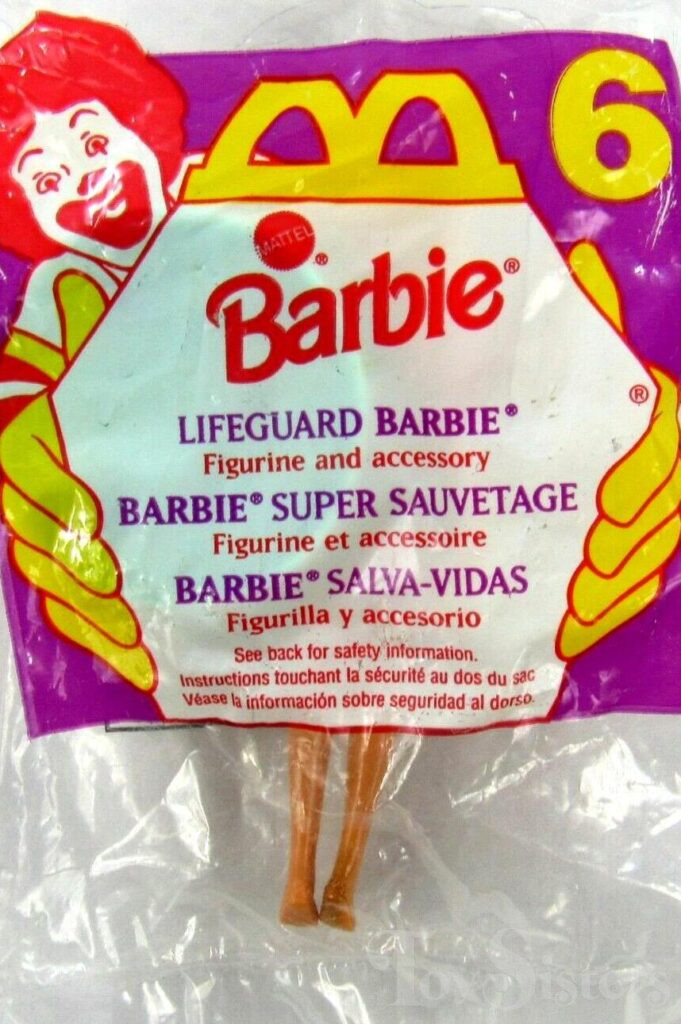 6
MATTEL®
Barbie®
®
LIFEGUARD BARBIE®
Figurine and accessory
BARBIE® SUPER SAUVETAGE
Figurine et accessoire
BARBIE® SALVA-VIDAS
Figurilla y accesorio
See back for safety information.
Instructions touchant la sécurité au dos du sac
Véase la información sobre seguridad al dorso.
Toy Sisters